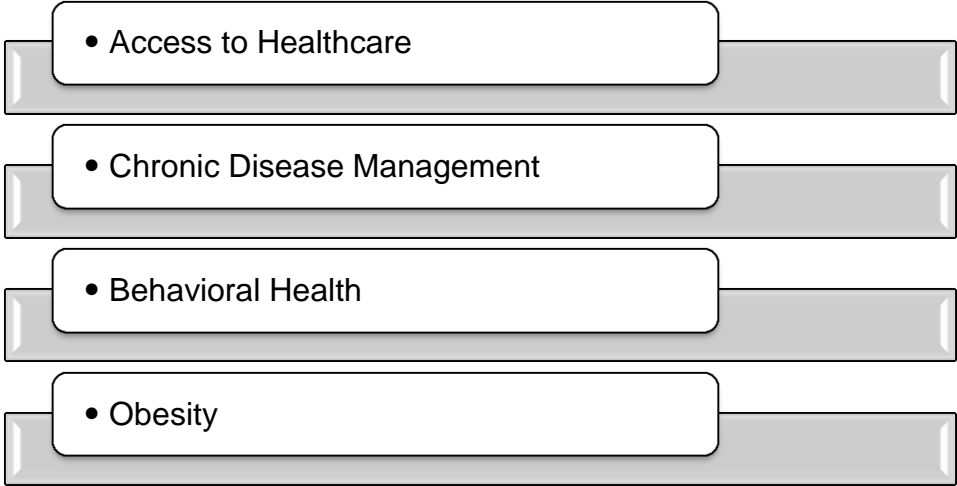 • Access to Healthcare
• Chronic Disease Management
• Behavioral Health
• Obesity